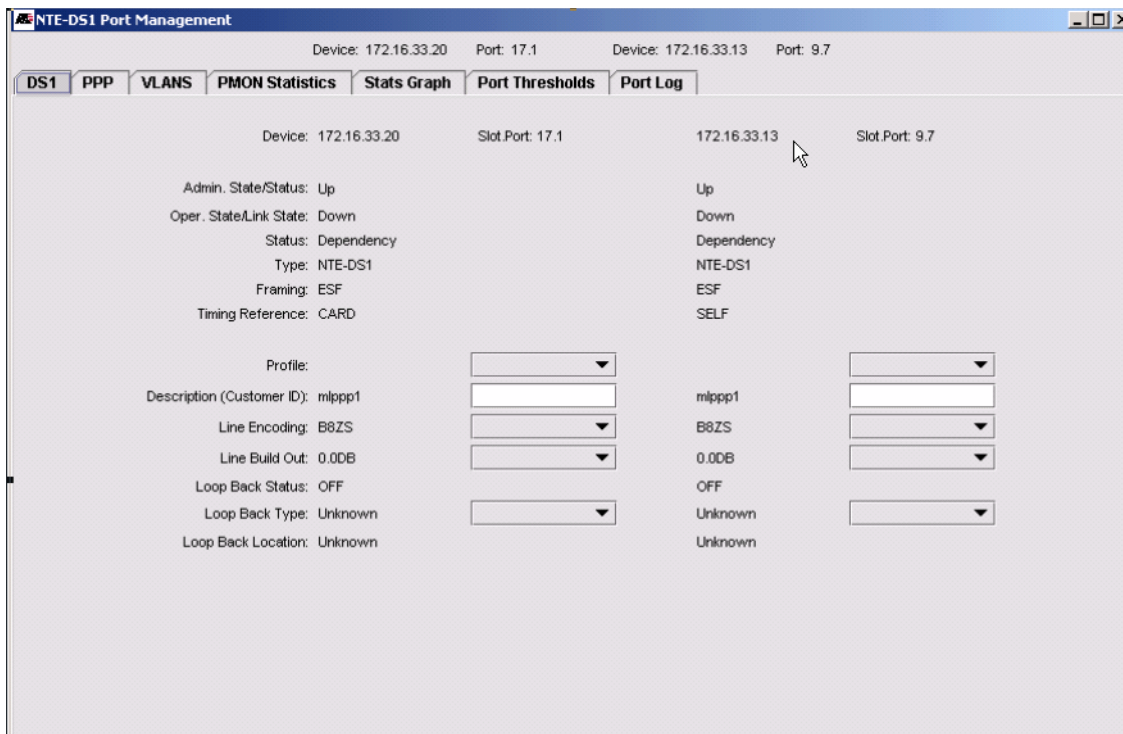 NTE-DS1 Port Management
Device: 172.16.33.20 Port: 17.1 Device: 172.16.33.13 Port: 9.7
DS1 PPP VLANS PMON Statistics Stats Graph Port Thresholds Port Log
Device: 172.16.33.20 Slot.Port: 17.1 172.16.33.13 Slot.Port: 9.7
Admin. State/Status: Up Up
Oper. State/Link State: Down Down
Status: Dependency Dependency
Type: NTE-DS1 NTE-DS1
Framing: ESF ESF
Timing Reference: CARD SELF
Profile:
Description (Customer ID): mlppp1 mlppp1
Line Encoding: B8ZS B8ZS
Line Build Out: 0.0DB 0.0DB
Loop Back Status: OFF OFF
Loop Back Type: Unknown Unknown
Loop Back Location: Unknown Unknown